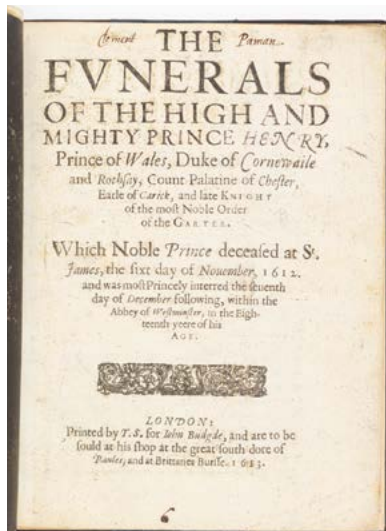 Clement Paman.
THE
FVNERALS
OF THE HIGH AND
MIGHTY PRINCE HENRY,
Prince of Wales, Duke of Cornewaile
and Rothsay, Count Palatine of Chester,
Earle of Carick, and late KNIGHT
of the most Noble Order
of the GARTER.
Which Noble Prince deceased at St.
James, the sixt day of Nouember, 1612.
and was most Princely interred the seuenth
day of December following, within the
Abbey of Westminster, in the Eigh-
teenth yeere of his
AGE.
LONDON:
Printed by T.S. for Iohn Budgde, and are to be
sould at his shop at the great south dore of
Paules, and at Brittanes Bursse. 1613.
6